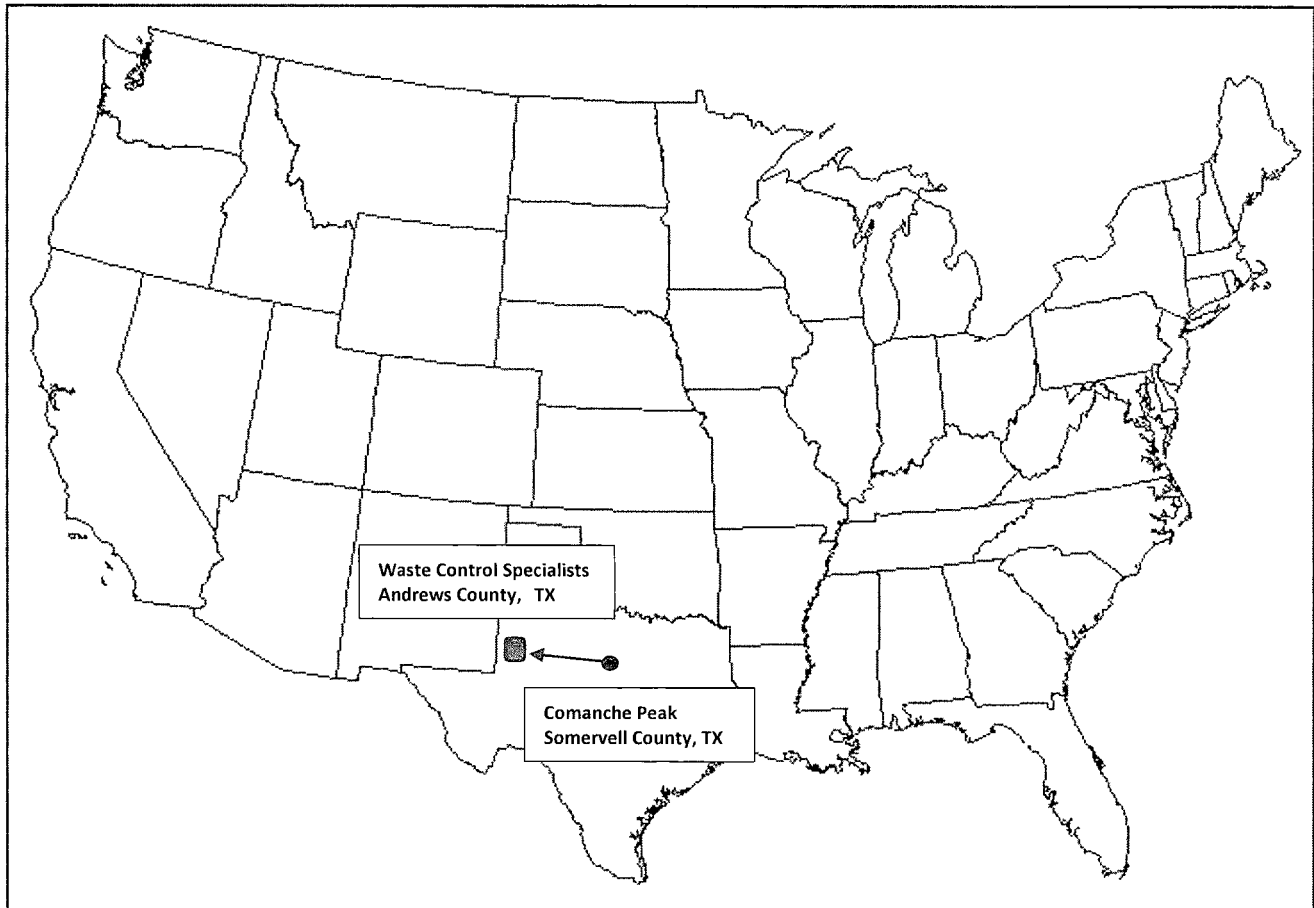 Waste Control Specialists
Andrews County, TX
Comanche Peak
Somervell County, TX